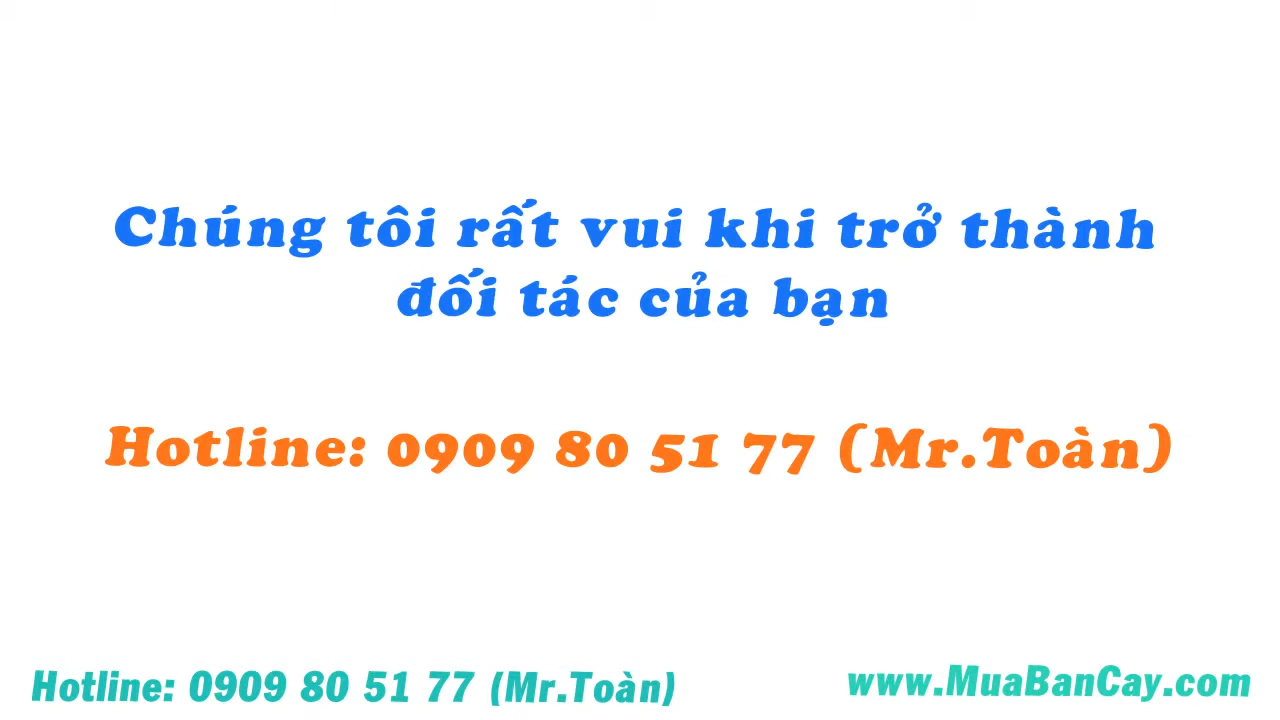 Chúng tôi rất vui khi trở thành
đối tác của bạn
Hotline: 0909 80 51 77 (Mr.Toàn)
Hotline: 0909 80 51 77 (Mr.Toàn)
www.MuaBanCay.com